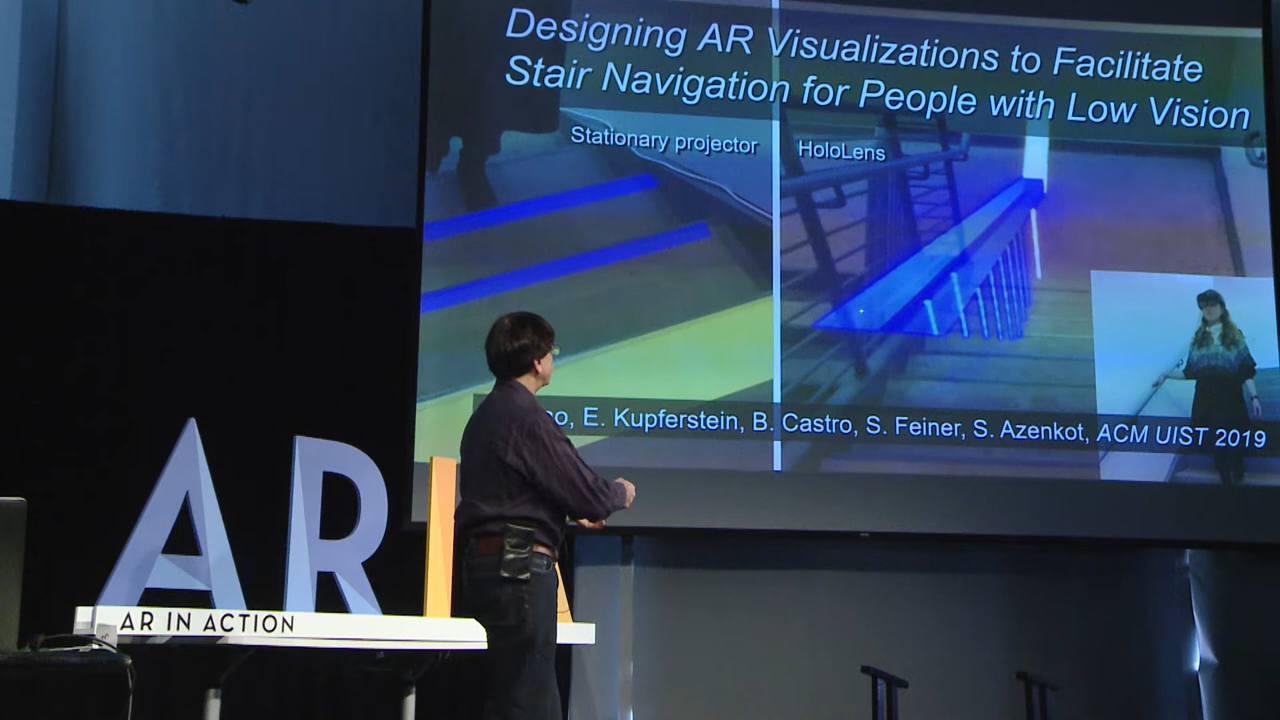 Designing AR Visualizations to Facilitate
Stair Navigation for People with Low Vision
Stationary projector
HoloLens
E. Kupferstein, B. Castro, S. Feiner, S. Azenkot, ACM UIST 2019
AR I
AR IN ACTION